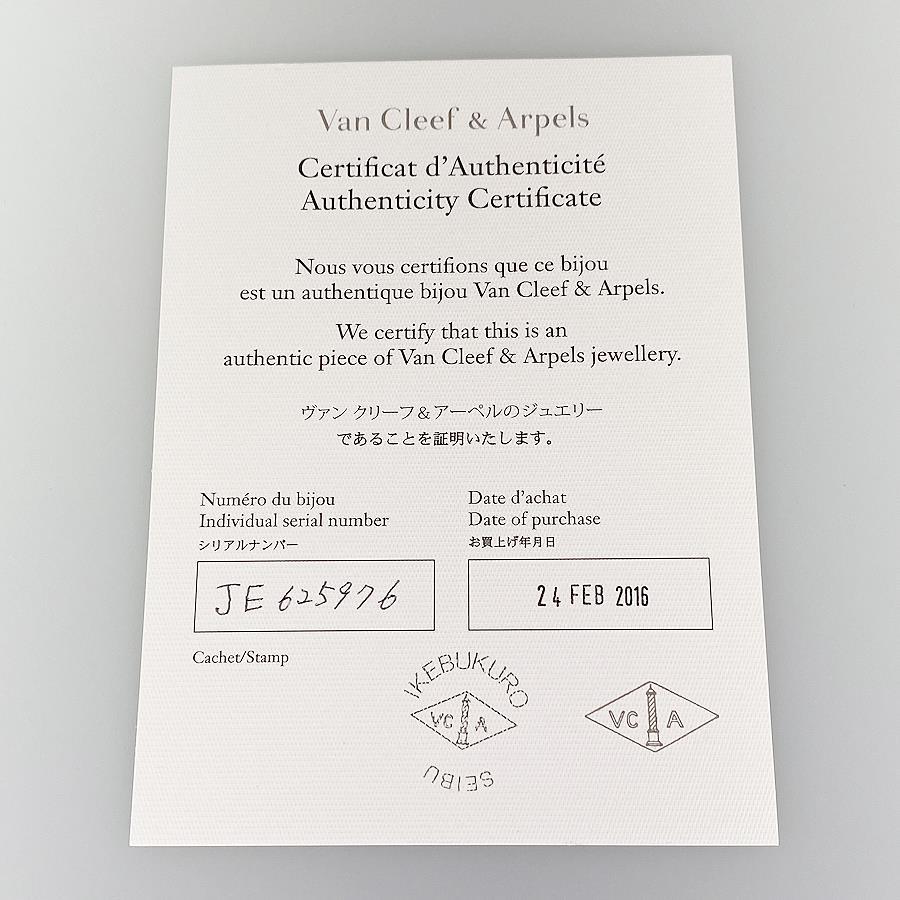 Van Cleef & Arpels
Certificat d'Authenticité
Authenticity Certificate
Nous vous certifions que ce bijou
est un authentique bijou Van Cleef & Arpels.
We certify that this is an
authentic piece of Van Cleef & Arpels jewellery.
ヴァン クリーフ&アーペルのジュエリー
であることを証明いたします。
Numéro du bijou
Individual serial number
シリアルナンバー
JE 625976
Date d'achat
Date of purchase
お買上げ年月日
24 FEB 2016
Cachet/Stamp
IKEBUKURO
VC A
SEIBU
VC A